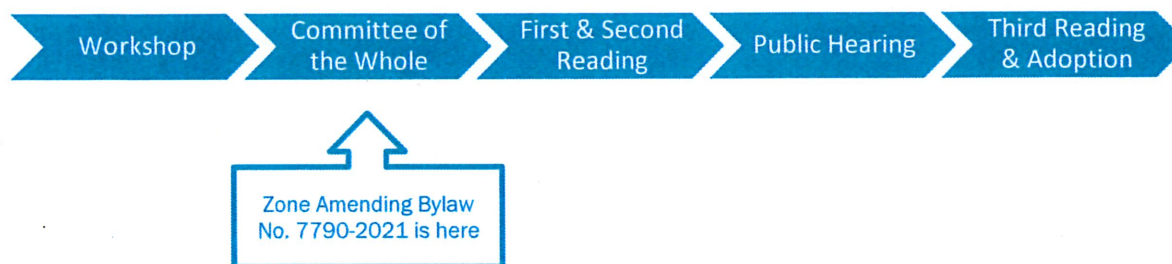 Workshop
Committee of
the Whole
First & Second
Reading
Public Hearing
Third Reading
& Adoption
Zone Amending Bylaw
No. 7790-2021 is here